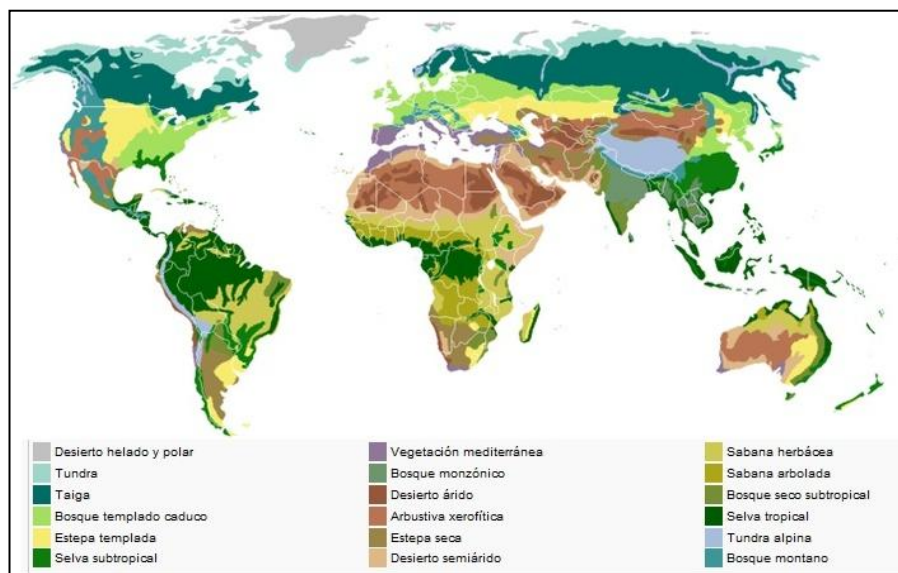 Desierto helado y polar
Tundra
Taiga
Bosque templado caduco
Estepa templada
Selva subtropical
Vegetación mediterránea
Bosque monzónico
Desierto árido
Arbustiva xerofítica
Estepa seca
Desierto semiárido
Sabana herbácea
Sabana arbolada
Bosque seco subtropical
Selva tropical
Tundra alpina
Bosque montano